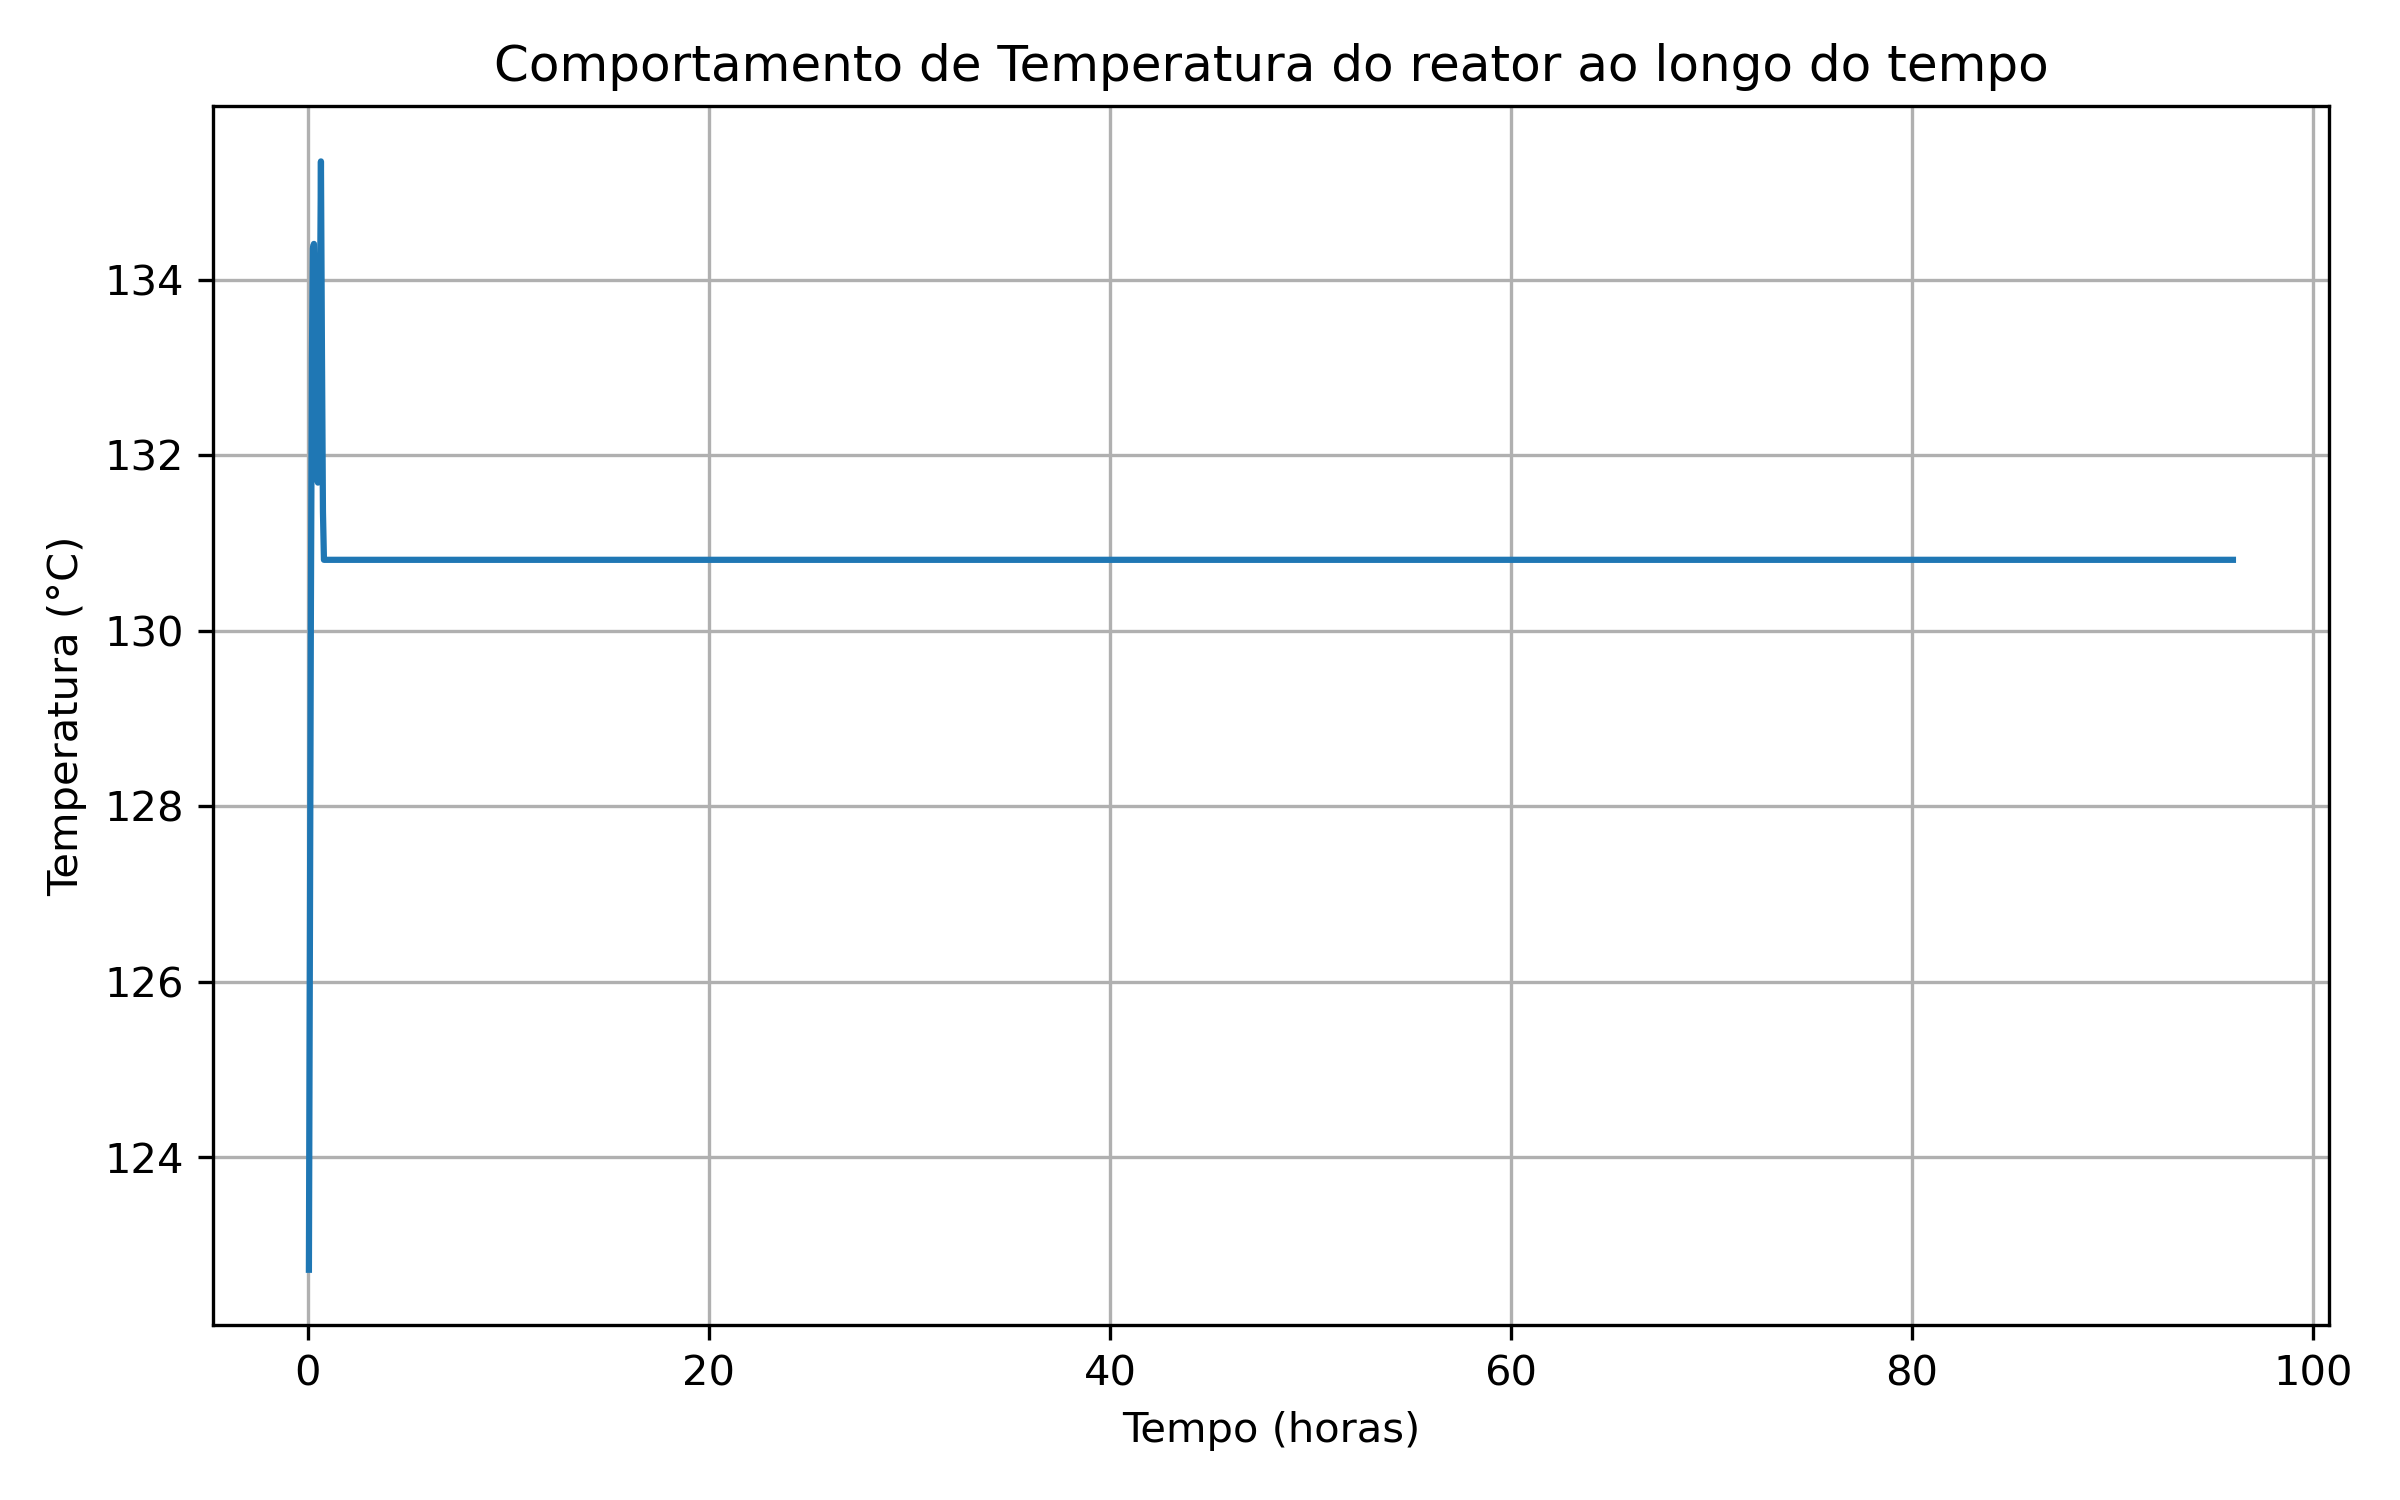 Comportamento de Temperatura do reator ao longo do tempo
Temperatura (°C)
134
132
130
128
126
124
0 20 40 60 80 100
Tempo (horas)